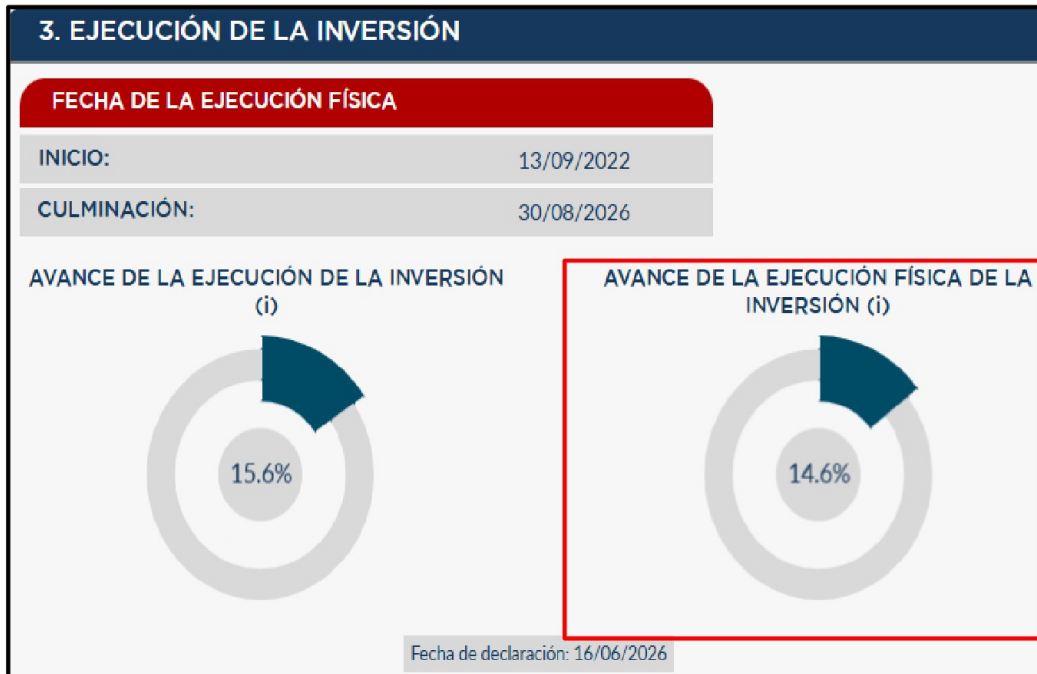 3. EJECUCIÓN DE LA INVERSIÓN
FECHA DE LA EJECUCIÓN FÍSICA
INICIO: 13/09/2022
CULMINACIÓN: 30/08/2026
AVANCE DE LA EJECUCIÓN DE LA INVERSIÓN
(i)
15.6%
AVANCE DE LA EJECUCIÓN FÍSICA DE LA
INVERSIÓN (i)
14.6%
Fecha de declaración: 16/06/2026